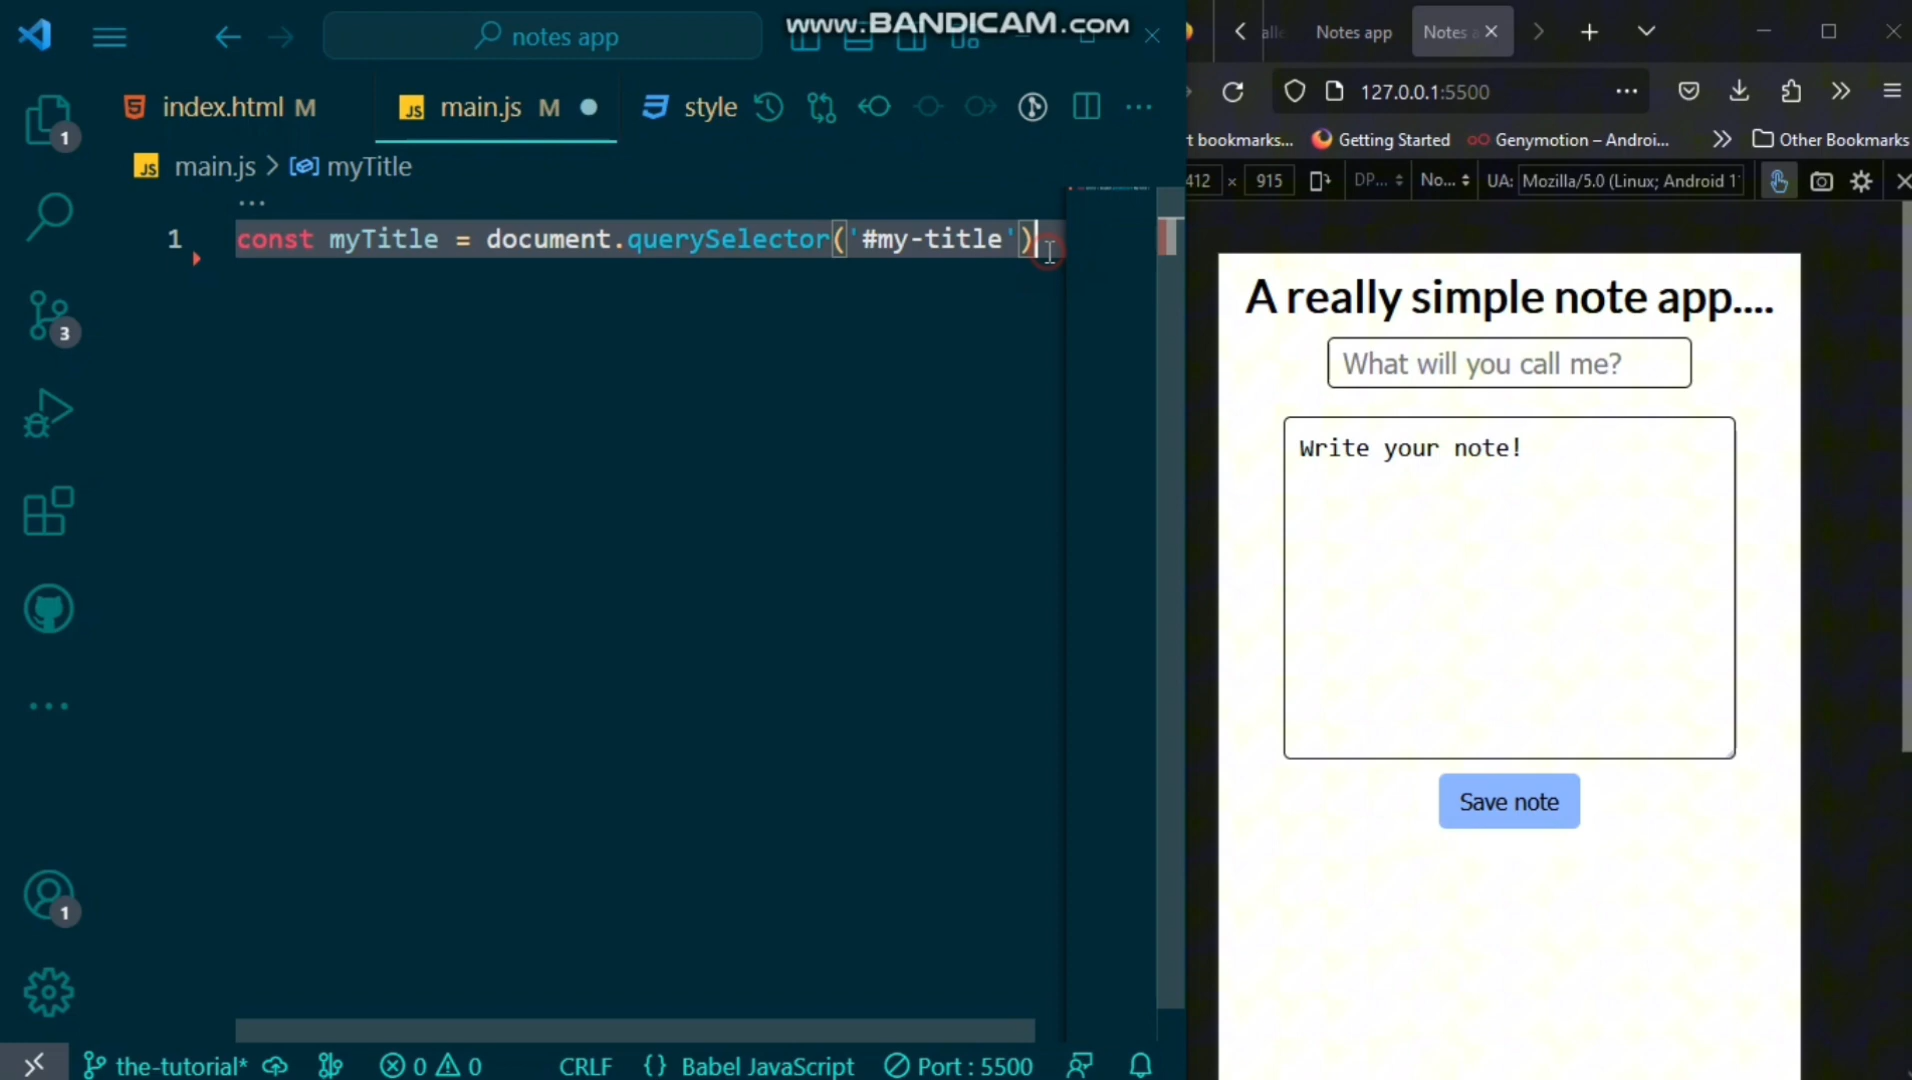 notes app
www.BANDICAM.com
Notes app
Notes
127.0.0.1:5500
index.html M
JS main.js M
style
t bookmarks...
Getting Started
Genymotion – Androi...
Other Bookmarks
JS main.js > myTitle
412 × 915
DP...
No...
UA:
Mozilla/5.0 (Linux; Android 1
...
1
const myTitle = document.querySelector('#my-title')
1
3
1
A really simple note app....
What will you call me?
Write your note!
Save note
the-tutorial*
0
0
CRLF
{} Babel JavaScript
Port : 5500